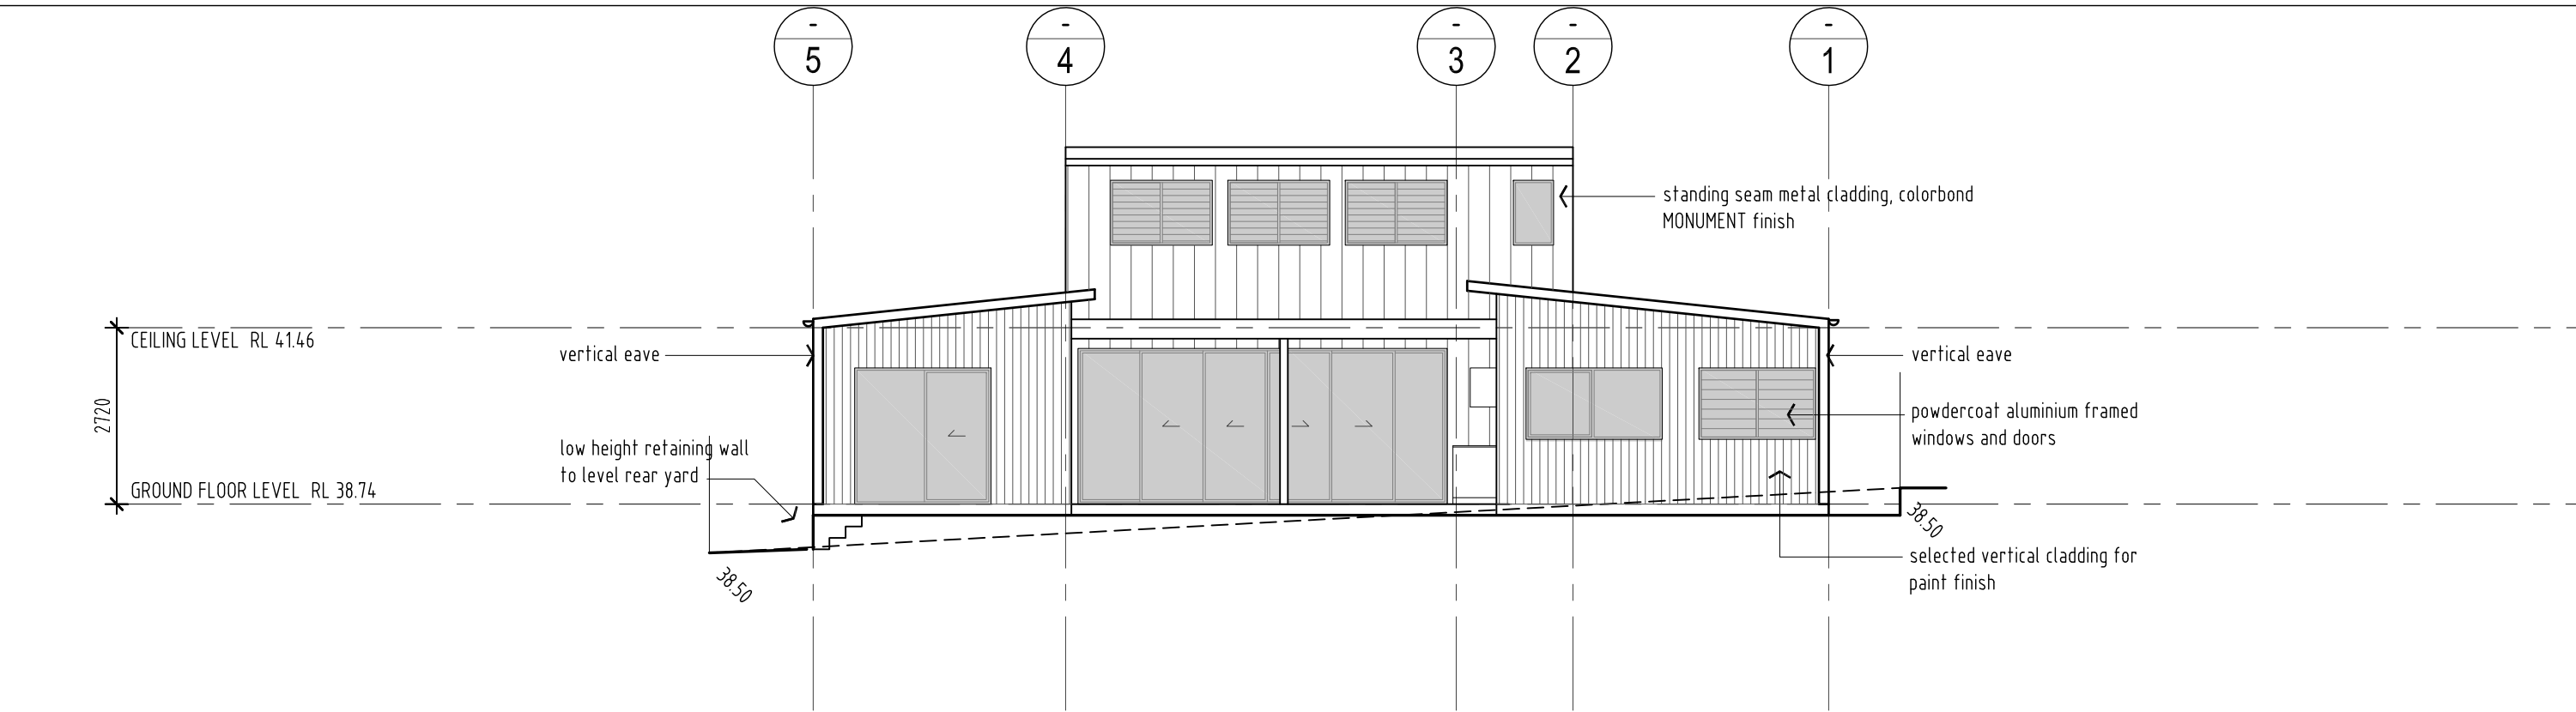 -
5
-
4
-
3
-
2
-
1
standing seam metal cladding, colorbond
MONUMENT finish
CEILING LEVEL RL 41.46
vertical eave
vertical eave
2720
powdercoat aluminium framed
windows and doors
low height retaining wall
to level rear yard
GROUND FLOOR LEVEL RL 38.74
38.50
selected vertical cladding for
paint finish
38.50